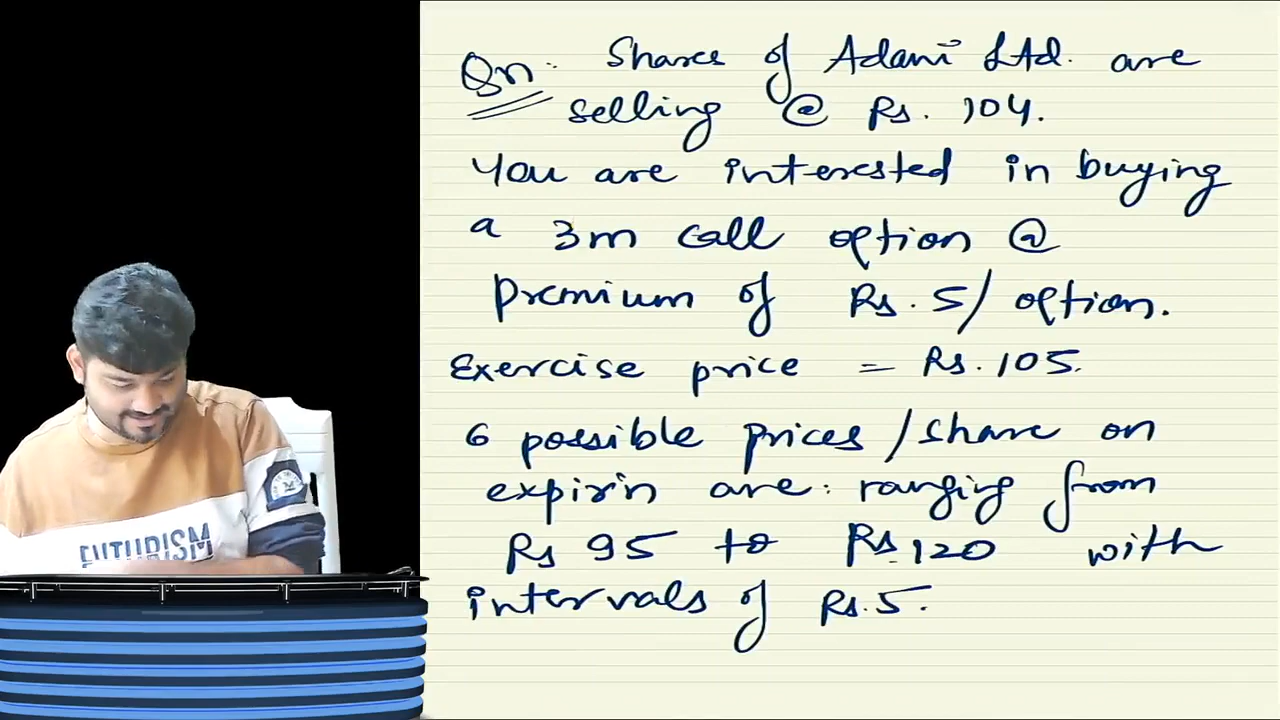 Qn: Shares of Adani Ltd. are
selling @ Rs. 104.
You are interested in buying
a 3m call option @
premium of Rs. 5/ option.
Exercise price = Rs. 105.
6 possible prices /share on
expirin are: ranging from
Rs 95 to Rs. 120 with
intervals of Rs. 5.
FUTURISM